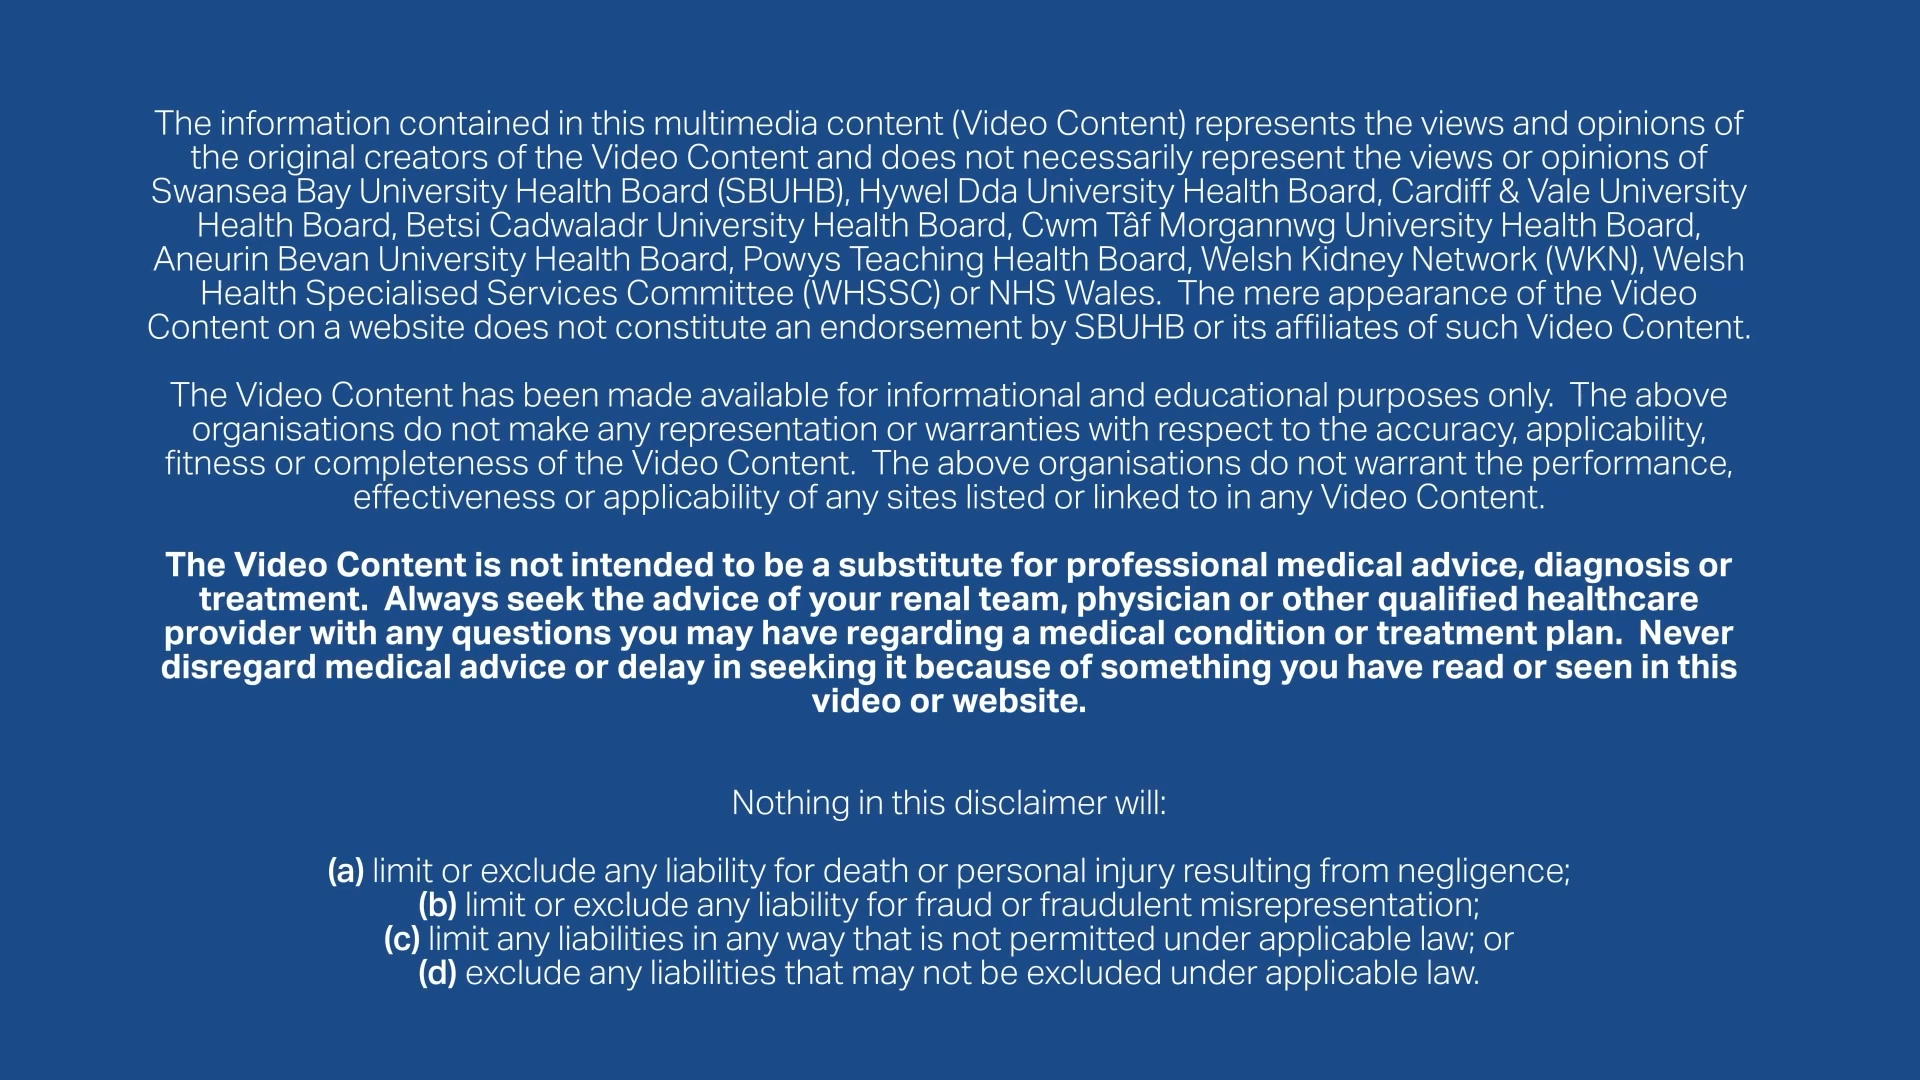 The information contained in this multimedia content (Video Content) represents the views and opinions of
the original creators of the Video Content and does not necessarily represent the views or opinions of
Swansea Bay University Health Board (SBUHB), Hywel Dda University Health Board, Cardiff & Vale University
Health Board, Betsi Cadwaladr University Health Board, Cwm Tâf Morgannwg University Health Board,
Aneurin Bevan University Health Board, Powys Teaching Health Board, Welsh Kidney Network (WKN), Welsh
Health Specialised Services Committee (WHSSC) or NHS Wales.  The mere appearance of the Video
Content on a website does not constitute an endorsement by SBUHB or its affiliates of such Video Content.
The Video Content has been made available for informational and educational purposes only.  The above
organisations do not make any representation or warranties with respect to the accuracy, applicability,
fitness or completeness of the Video Content.  The above organisations do not warrant the performance,
effectiveness or applicability of any sites listed or linked to in any Video Content.
The Video Content is not intended to be a substitute for professional medical advice, diagnosis or
treatment.  Always seek the advice of your renal team, physician or other qualified healthcare
provider with any questions you may have regarding a medical condition or treatment plan.  Never
disregard medical advice or delay in seeking it because of something you have read or seen in this
video or website.
Nothing in this disclaimer will:
(a) limit or exclude any liability for death or personal injury resulting from negligence;
(b) limit or exclude any liability for fraud or fraudulent misrepresentation;
(c) limit any liabilities in any way that is not permitted under applicable law; or
(d) exclude any liabilities that may not be excluded under applicable law.